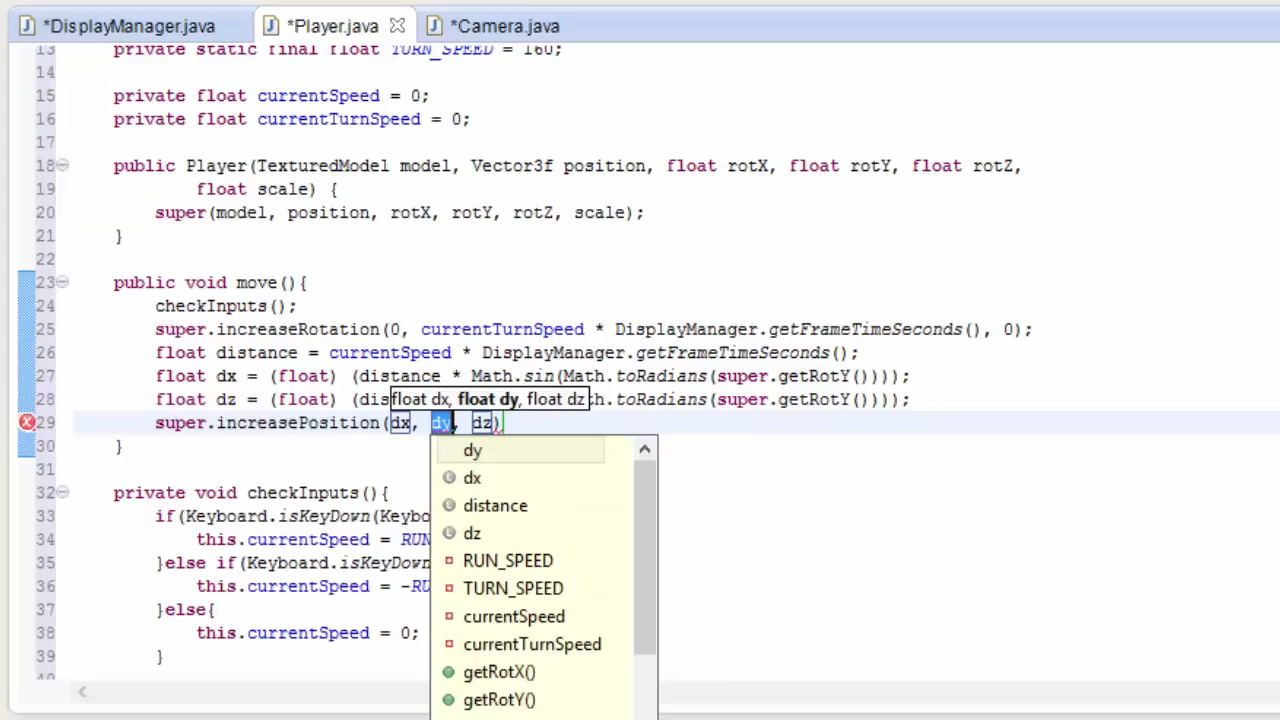 *DisplayManager.java *Player.java *Camera.java
13 private static final float TURN_SPEED = 160;
14
15 private float currentSpeed = 0;
16 private float currentTurnSpeed = 0;
17
18 public Player(TexturedModel model, Vector3f position, float rotX, float rotY, float rotZ,
19 float scale) {
20 super(model, position, rotX, rotY, rotZ, scale);
21 }
22
23 public void move(){
24 checkInputs();
25 super.increaseRotation(0, currentTurnSpeed * DisplayManager.getFrameTimeSeconds(), 0);
26 float distance = currentSpeed * DisplayManager.getFrameTimeSeconds();
27 float dx = (float) (distance * Math.sin(Math.toRadians(super.getRotY())));
28 float dz = (float) (dis h.toRadians(super.getRotY())));
float dx, float dy, float dz
29 super.increasePosition(dx, dy, dz)
30 }
31
32 private void checkInputs(){
33 if(Keyboard.isKeyDown(Keybo
34 this.currentSpeed = RUN
35 }else if(Keyboard.isKeyDown
36 this.currentSpeed = -RU
37 }else{
38 this.currentSpeed = 0;
39 }
40
dy
dx
distance
dz
RUN_SPEED
TURN_SPEED
currentSpeed
currentTurnSpeed
getRotX()
getRotY()